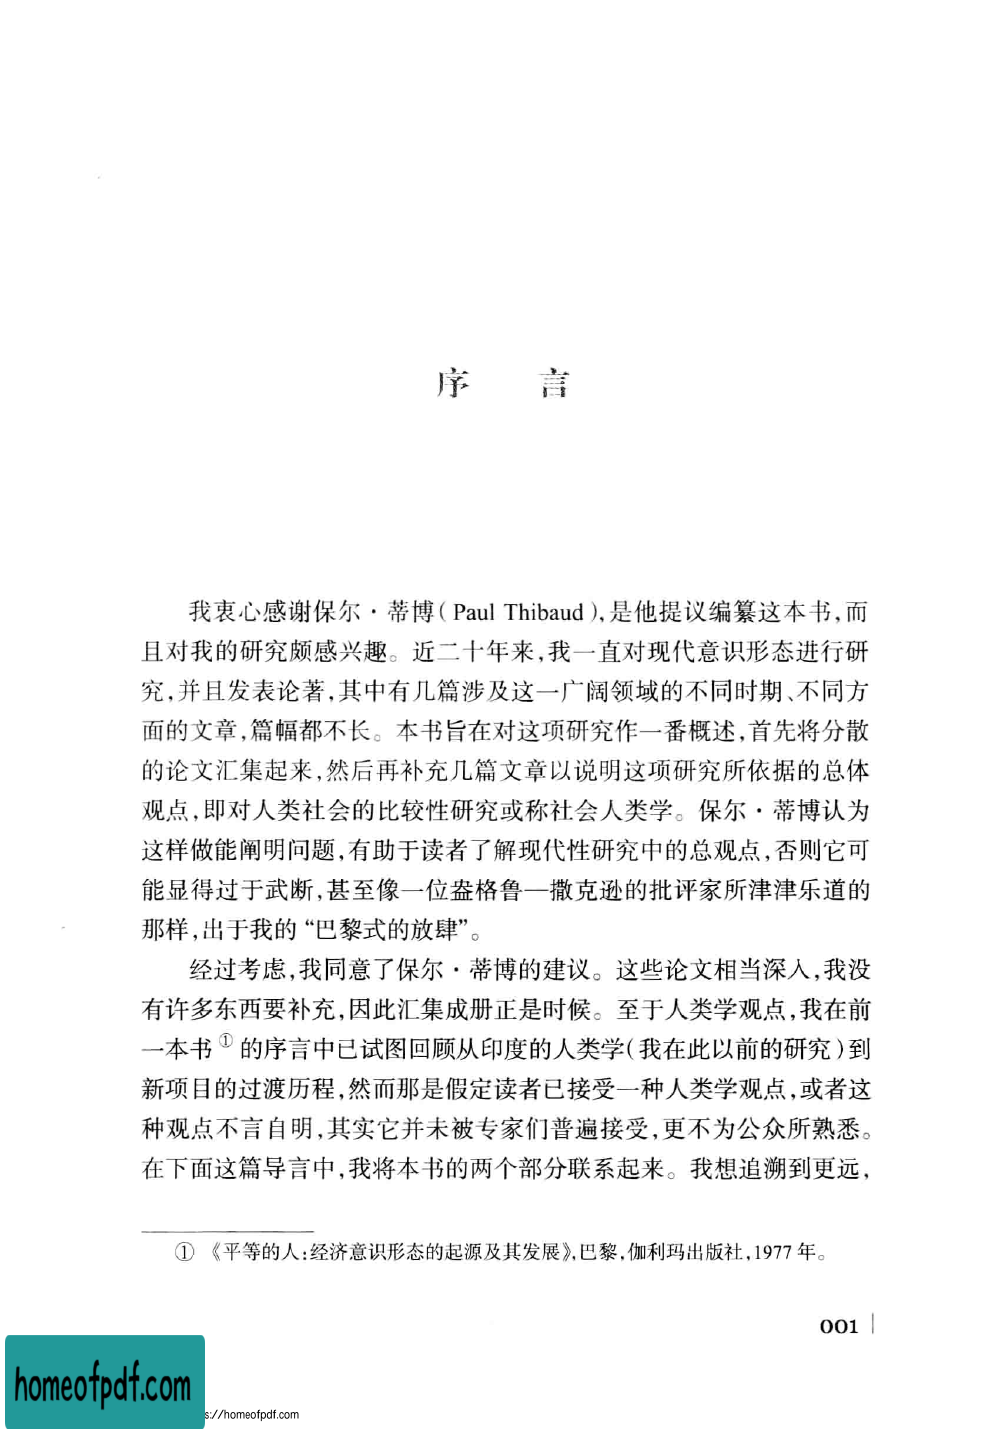 序　言
我衷心感谢保尔·蒂博(Paul Thibaud),是他提议编纂这本书,而
且对我的研究颇感兴趣。近二十年来,我一直对现代意识形态进行研
究,并且发表论著,其中有几篇涉及这一广阔领域的不同时期、不同方
面的文章,篇幅都不长。本书旨在对这项研究作一番概述,首先将分散
的论文汇集起来,然后再补充几篇文章以说明这项研究所依据的总体
观点,即对人类社会的比较性研究或称社会人类学。保尔·蒂博认为
这样做能阐明问题,有助于读者了解现代性研究中的总观点,否则它可
能显得过于武断,甚至像一位盎格鲁—撒克逊的批评家所津津乐道的
那样,出于我的“巴黎式的放肆”。
经过考虑,我同意了保尔·蒂博的建议。这些论文相当深入,我没
有许多东西要补充,因此汇集成册正是时候。至于人类学观点,我在前
一本书①的序言中已试图回顾从印度的人类学(我在此以前的研究)到
新项目的过渡历程,然而那是假定读者已接受一种人类学观点,或者这
种观点不言自明,其实它并未被专家们普遍接受,更不为公众所熟悉。
在下面这篇导言中,我将本书的两个部分联系起来。我想追溯到更远,
① 《平等的人:经济意识形态的起源及其发展》,巴黎,伽利玛出版社,1977年。
001
homeofpdf.com
s://homeofpdf.com